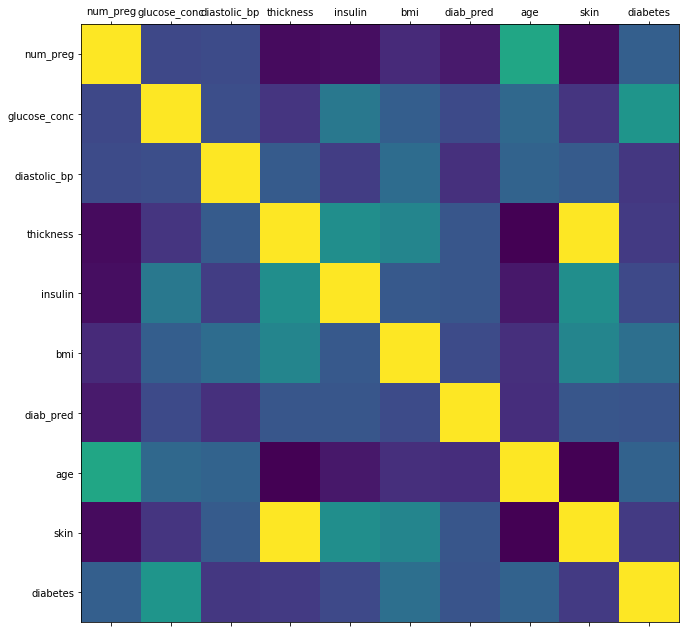 num_preg glucose_conc diastolic_bp thickness insulin bmi diab_pred age skin diabetes
num_preg
glucose_conc
diastolic_bp
thickness
insulin
bmi
diab_pred
age
skin
diabetes